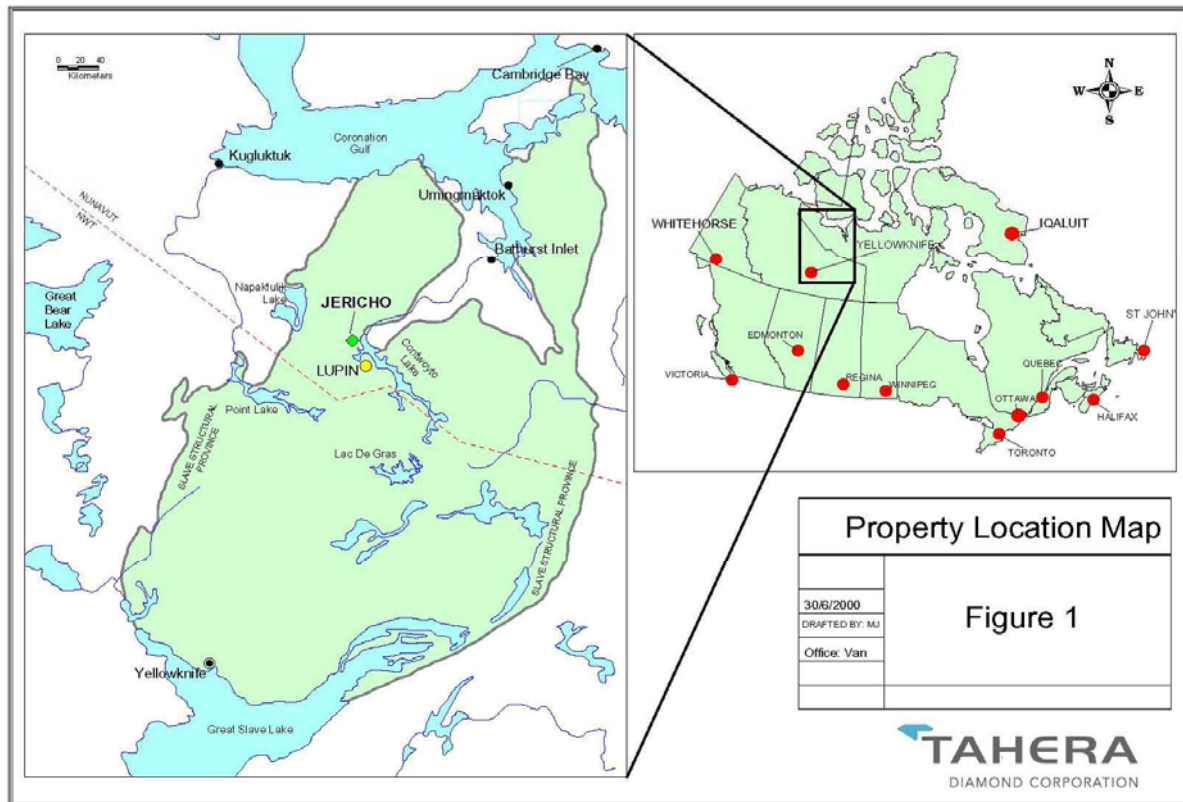 0 20 40
Kilometers
Cambridge Bay
Coronation
Gulf
Kugluktuk
Umingmaktok
NUNAVUT
NWT
Bathurst Inlet
Napaktulik
Lake
Great
Bear
Lake
JERICHO
Contwoyto
Lake
LUPIN
Point Lake
SLAVE STRUCTURAL
PROVINCE
Lac De Gras
SLAVE STRUCTURAL PROVINCE
Yellowknife
Great Slave Lake
N
W E
S
WHITEHORSE
IQALUIT
YELLOWKNIFE
ST JOHN'
EDMONTON
QUEBEC
VICTORIA
REGINA
WINNIPEG
OTTAWA
HALIFAX
TORONTO
Property Location Map
30/6/2000
DRAFTED BY: MJ
Figure 1
Office: Van
TAHERA
DIAMOND CORPORATION